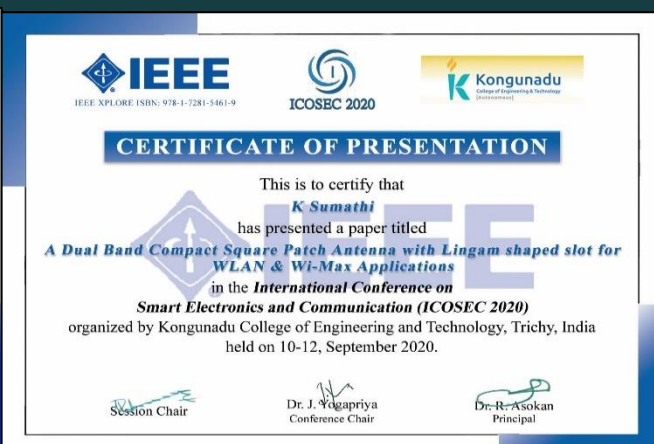 IEEE
IEEE XPLORE ISBN: 978-1-7281-5461-9
ICOSEC 2020
Kongunadu
College of Engineering & Technology
(Autonomous)
CERTIFICATE OF PRESENTATION
This is to certify that
K Sumathi
has presented a paper titled
A Dual Band Compact Square Patch Antenna with Lingam shaped slot for
WLAN & Wi-Max Applications
in the International Conference on
Smart Electronics and Communication (ICOSEC 2020)
organized by Kongunadu College of Engineering and Technology, Trichy, India
held on 10-12, September 2020.
Session Chair
Dr. J. Yogapriya
Conference Chair
Dr. R. Asokan
Principal
IEEE